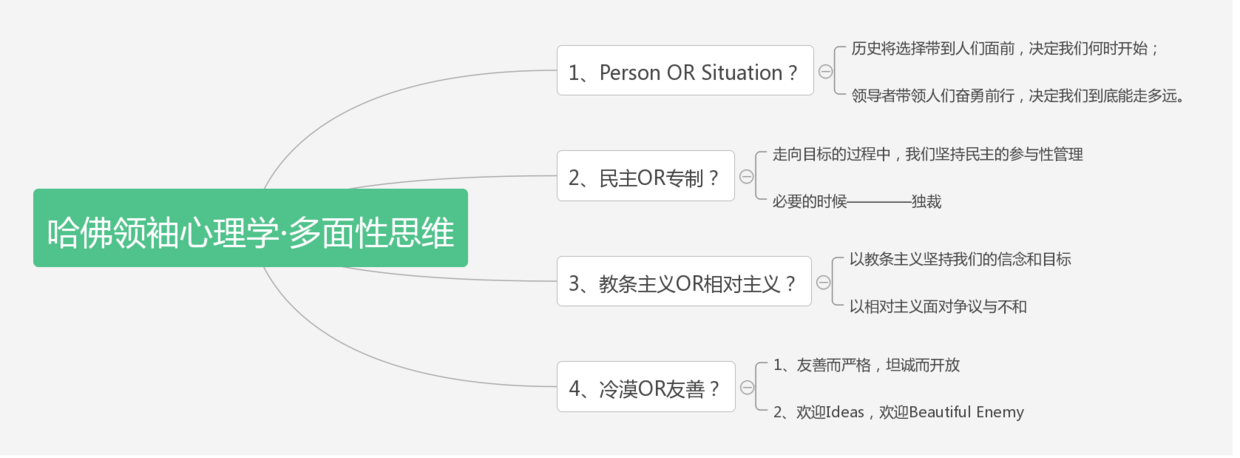 哈佛领袖心理学·多面性思维
1、Person OR Situation？
历史将选择带到人们面前，决定我们何时开始；
领导者带领人们奋勇前行，决定我们到底能走多远。
2、民主OR专制？
走向目标的过程中，我们坚持民主的参与性管理
必要的时候————独裁
3、教条主义OR相对主义？
以教条主义坚持我们的信念和目标
以相对主义面对争议与不和
4、冷漠OR友善？
1、友善而严格，坦诚而开放
2、欢迎Ideas，欢迎Beautiful Enemy